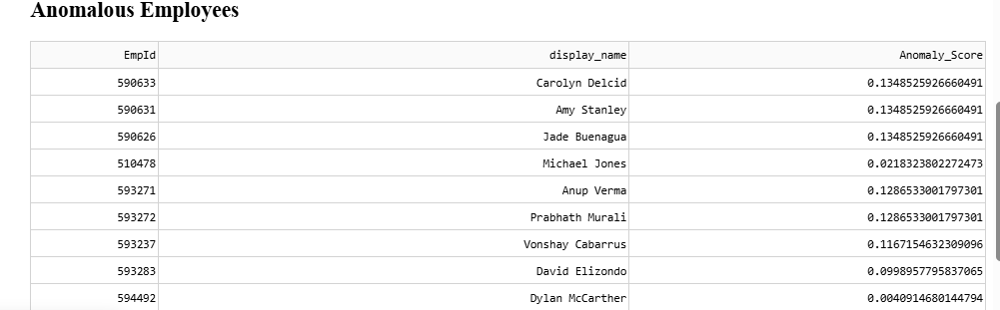 Anomalous Employees
EmpId display_name Anomaly_Score
590633 Carolyn Delcid 0.1348525926660491
590631 Amy Stanley 0.1348525926660491
590626 Jade Buenagua 0.1348525926660491
510478 Michael Jones 0.0218323802272473
593271 Anup Verma 0.1286533001797301
593272 Prabhath Murali 0.1286533001797301
593237 Vonshay Cabarrus 0.1167154632309096
593283 David Elizondo 0.0998957795837065
594492 Dylan McCarther 0.0040914680144794